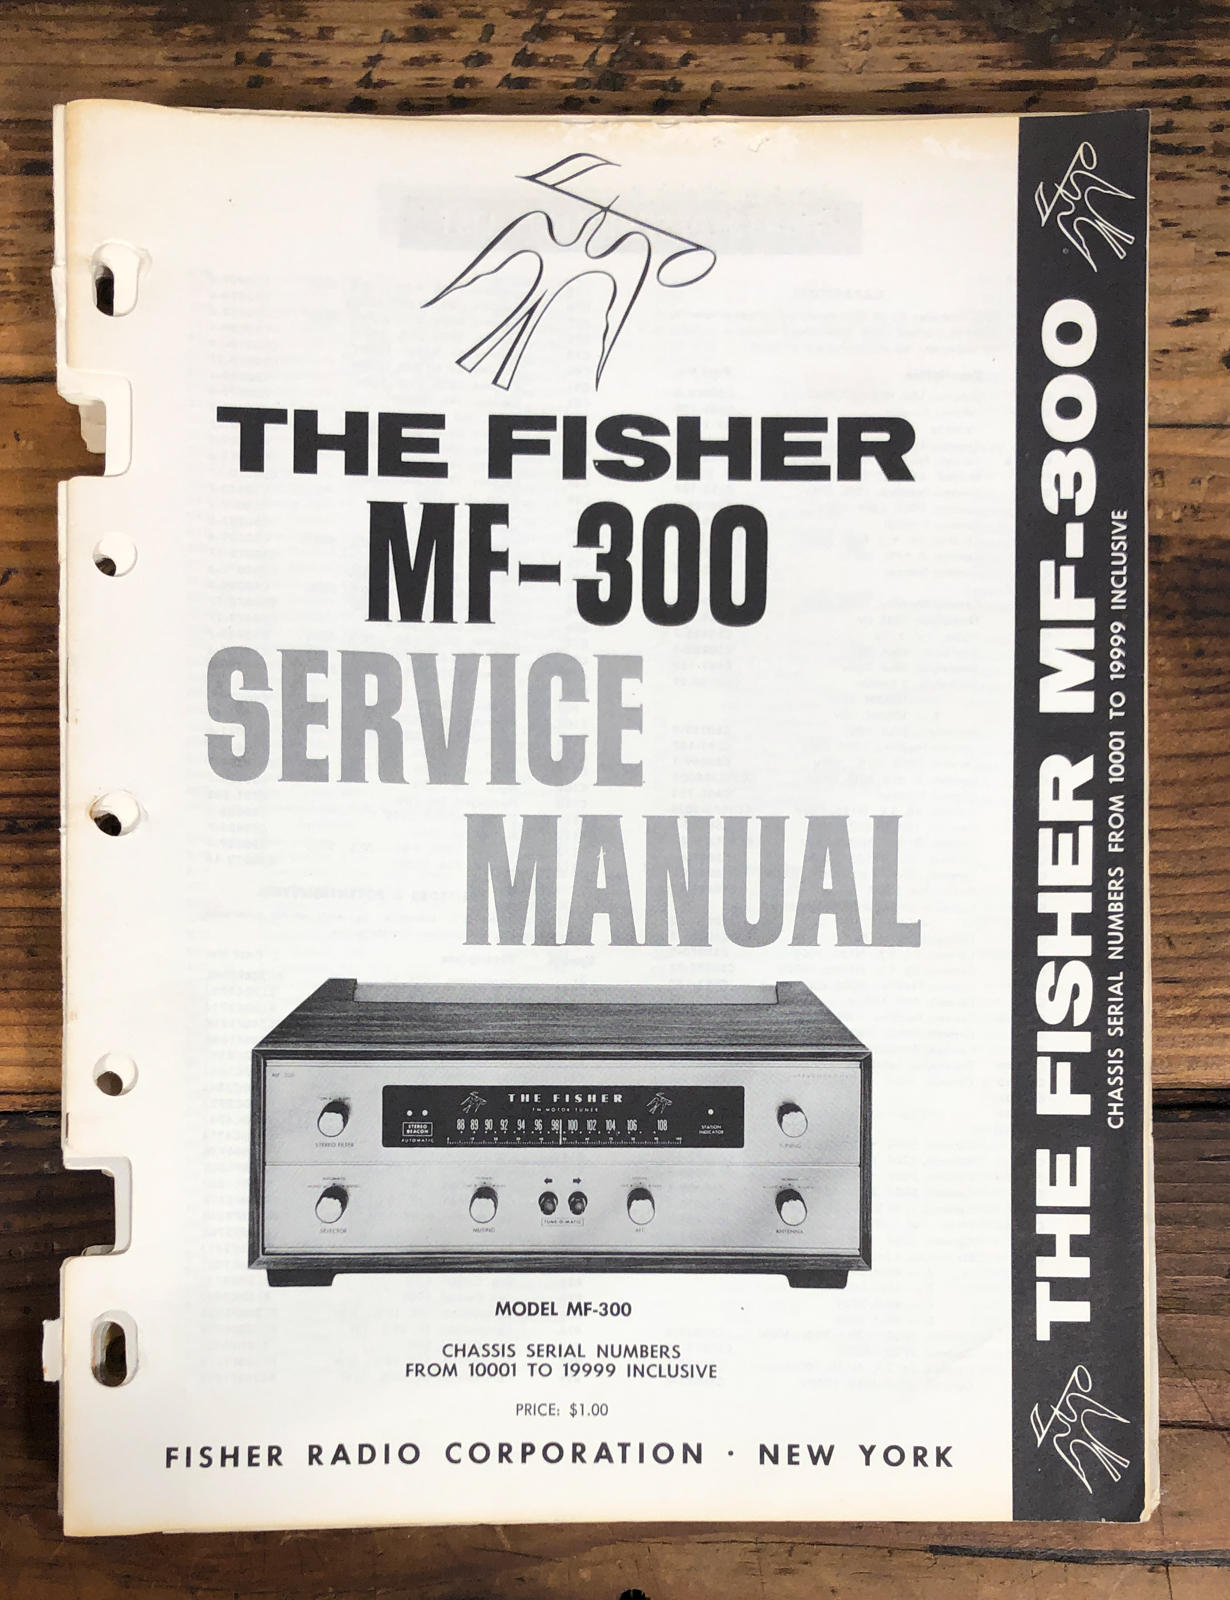 THE FISHER
MF-300
SERVICE
MANUAL
MF 300
THE FISHER
FM MOTOR TUNER
STEREO
BEACON
AUTOMATIC
88 89 90 92 94 96 98 100 102 104 106 108
STATION
INDICATOR
STEREO FILTER
TUNING
SELECTOR
MUTING
TUNE-O-MATIC
AFC
ANTENNA
MODEL MF-300
CHASSIS SERIAL NUMBERS
FROM 10001 TO 19999 INCLUSIVE
PRICE: $1.00
FISHER RADIO CORPORATION · NEW YORK
THE FISHER MF-300
CHASSIS SERIAL NUMBERS FROM 10001 TO 19999 INCLUSIVE